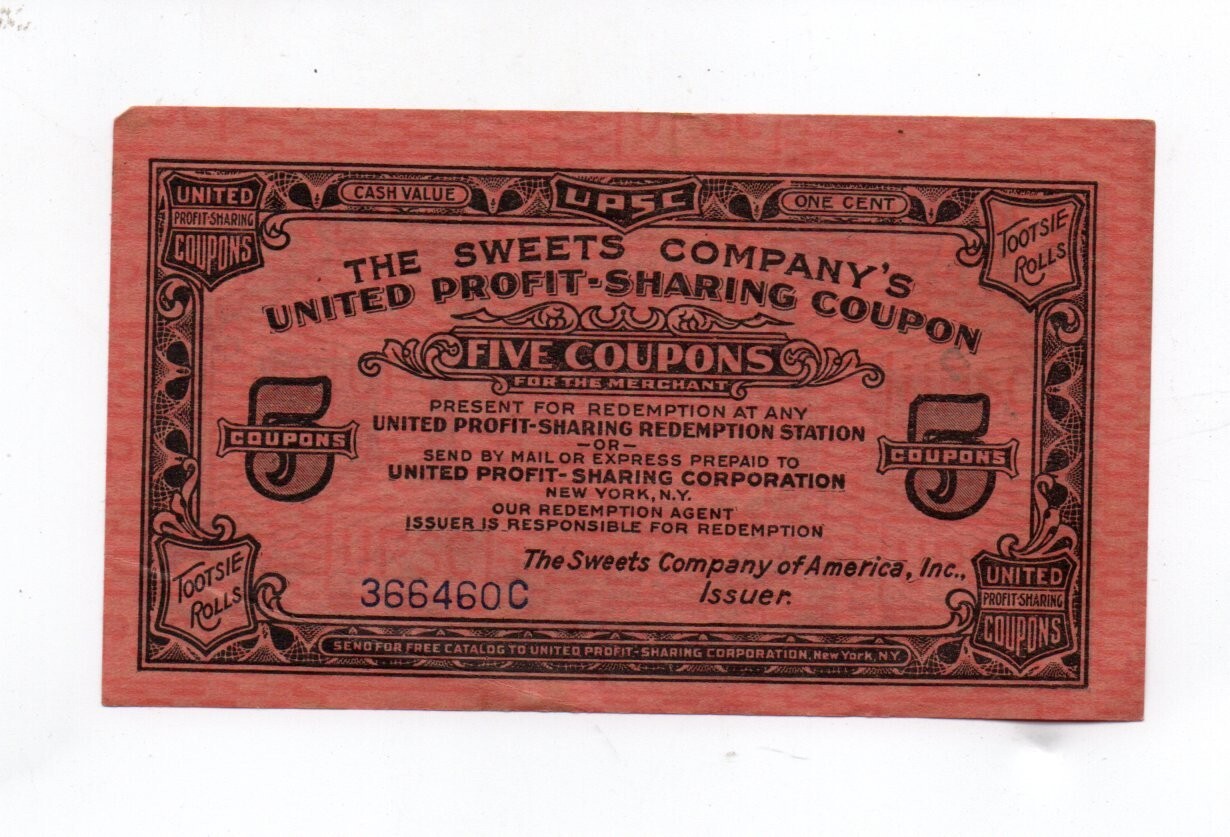 UNITED
PROFIT-SHARING
COUPONS
CASH VALUE
UPSC
ONE CENT
TOOTSIE
ROLLS
THE SWEETS COMPANY'S
UNITED PROFIT-SHARING COUPON
FIVE COUPONS
FOR THE MERCHANT
5
COUPONS
5
COUPONS
PRESENT FOR REDEMPTION AT ANY
UNITED PROFIT-SHARING REDEMPTION STATION
-OR-
SEND BY MAIL OR EXPRESS PREPAID TO
UNITED PROFIT-SHARING CORPORATION
NEW YORK, N.Y.
OUR REDEMPTION AGENT
ISSUER IS RESPONSIBLE FOR REDEMPTION
The Sweets Company of America, Inc.,
Issuer.
366460C
TOOTSIE
ROLLS
UNITED
PROFIT-SHARING
COUPONS
SEND FOR FREE CATALOG TO UNITED PROFIT-SHARING CORPORATION, New York, N.Y.